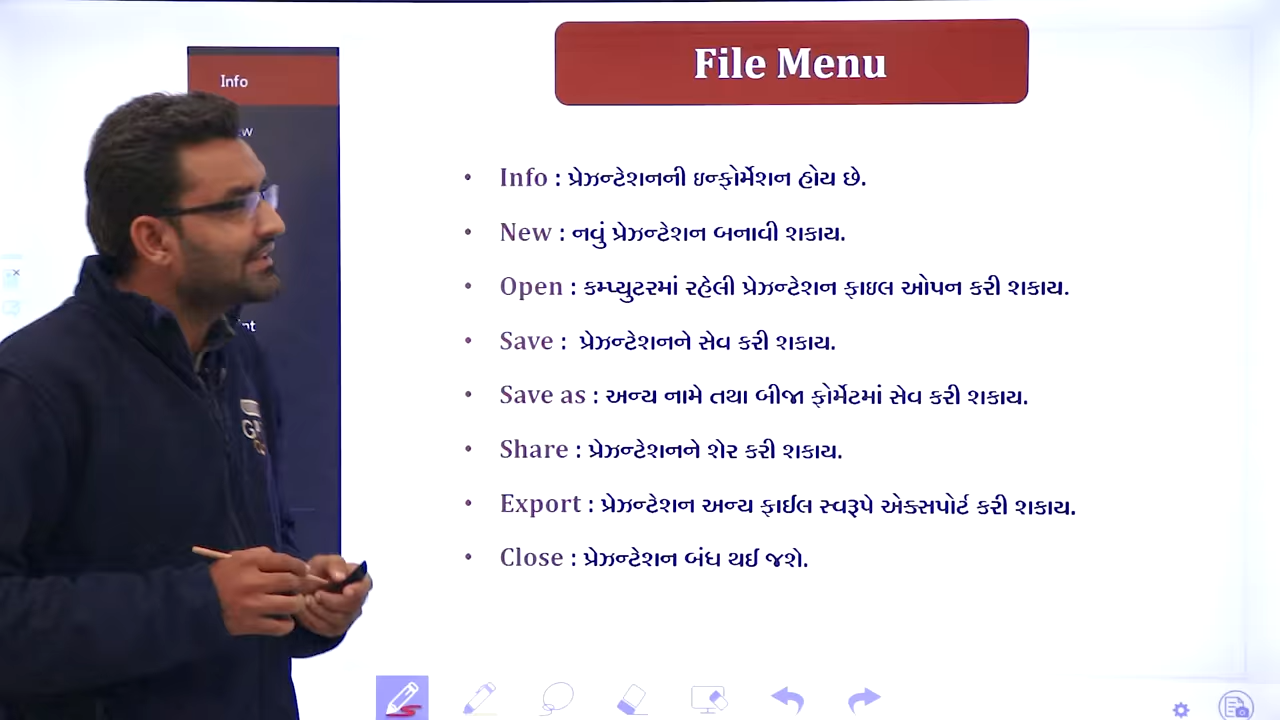 File Menu
Info
• Info : પ્રેઝન્ટેશનની ઇન્ફોર્મેશન હોય છે.
• New : નવું પ્રેઝન્ટેશન બનાવી શકાય.
• Open : કમ્પ્યુટરમાં રહેલી પ્રેઝન્ટેશન ફાઇલ ઓપન કરી શકાય.
• Save : પ્રેઝન્ટેશનને સેવ કરી શકાય.
• Save as : અન્ય નામે તથા બીજા ફોર્મેટમાં સેવ કરી શકાય.
• Share : પ્રેઝન્ટેશનને શેર કરી શકાય.
• Export : પ્રેઝન્ટેશન અન્ય ફાઈલ સ્વરૂપે એક્સપોર્ટ કરી શકાય.
• Close : પ્રેઝન્ટેશન બંધ થઈ જશે.